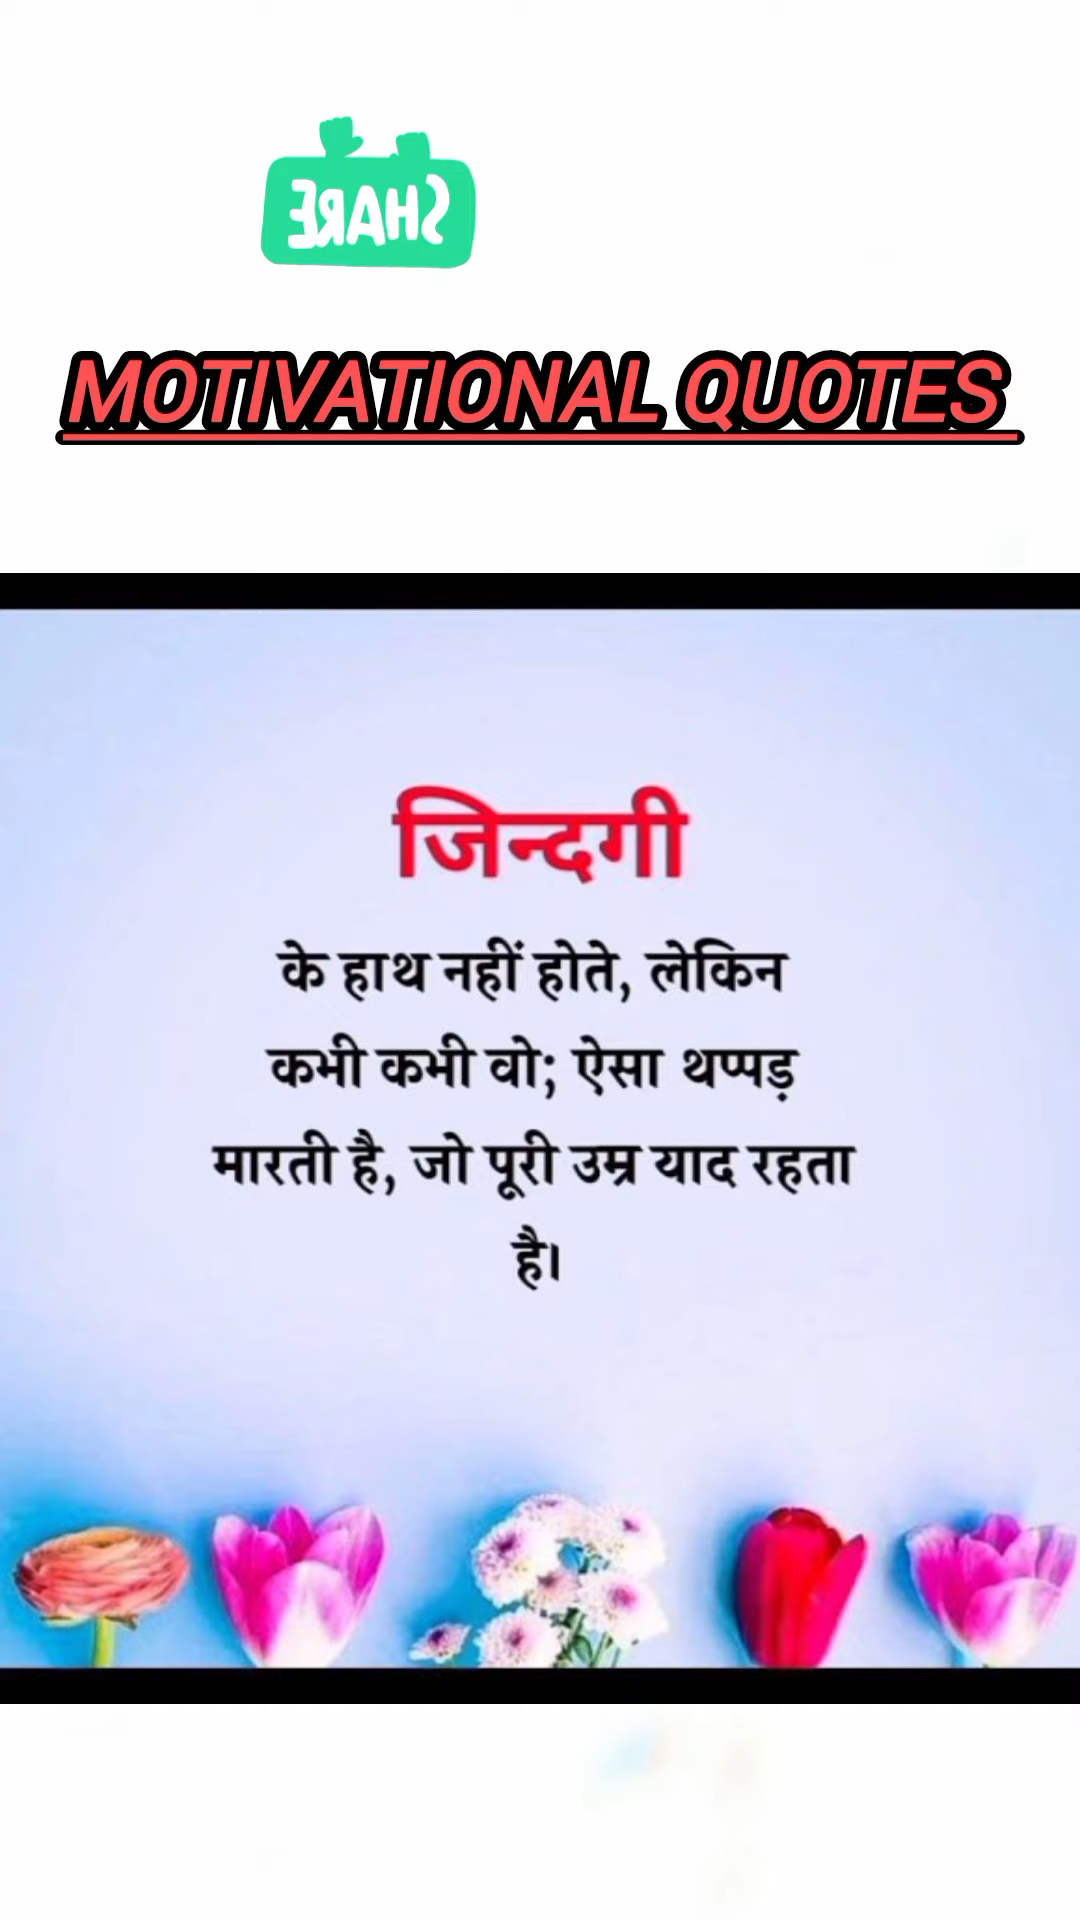 SHARE
MOTIVATIONAL QUOTES
जिन्दगी
के हाथ नहीं होते, लेकिन
कभी कभी वो; ऐसा थप्पड़
मारती है, जो पूरी उम्र याद रहता
है।